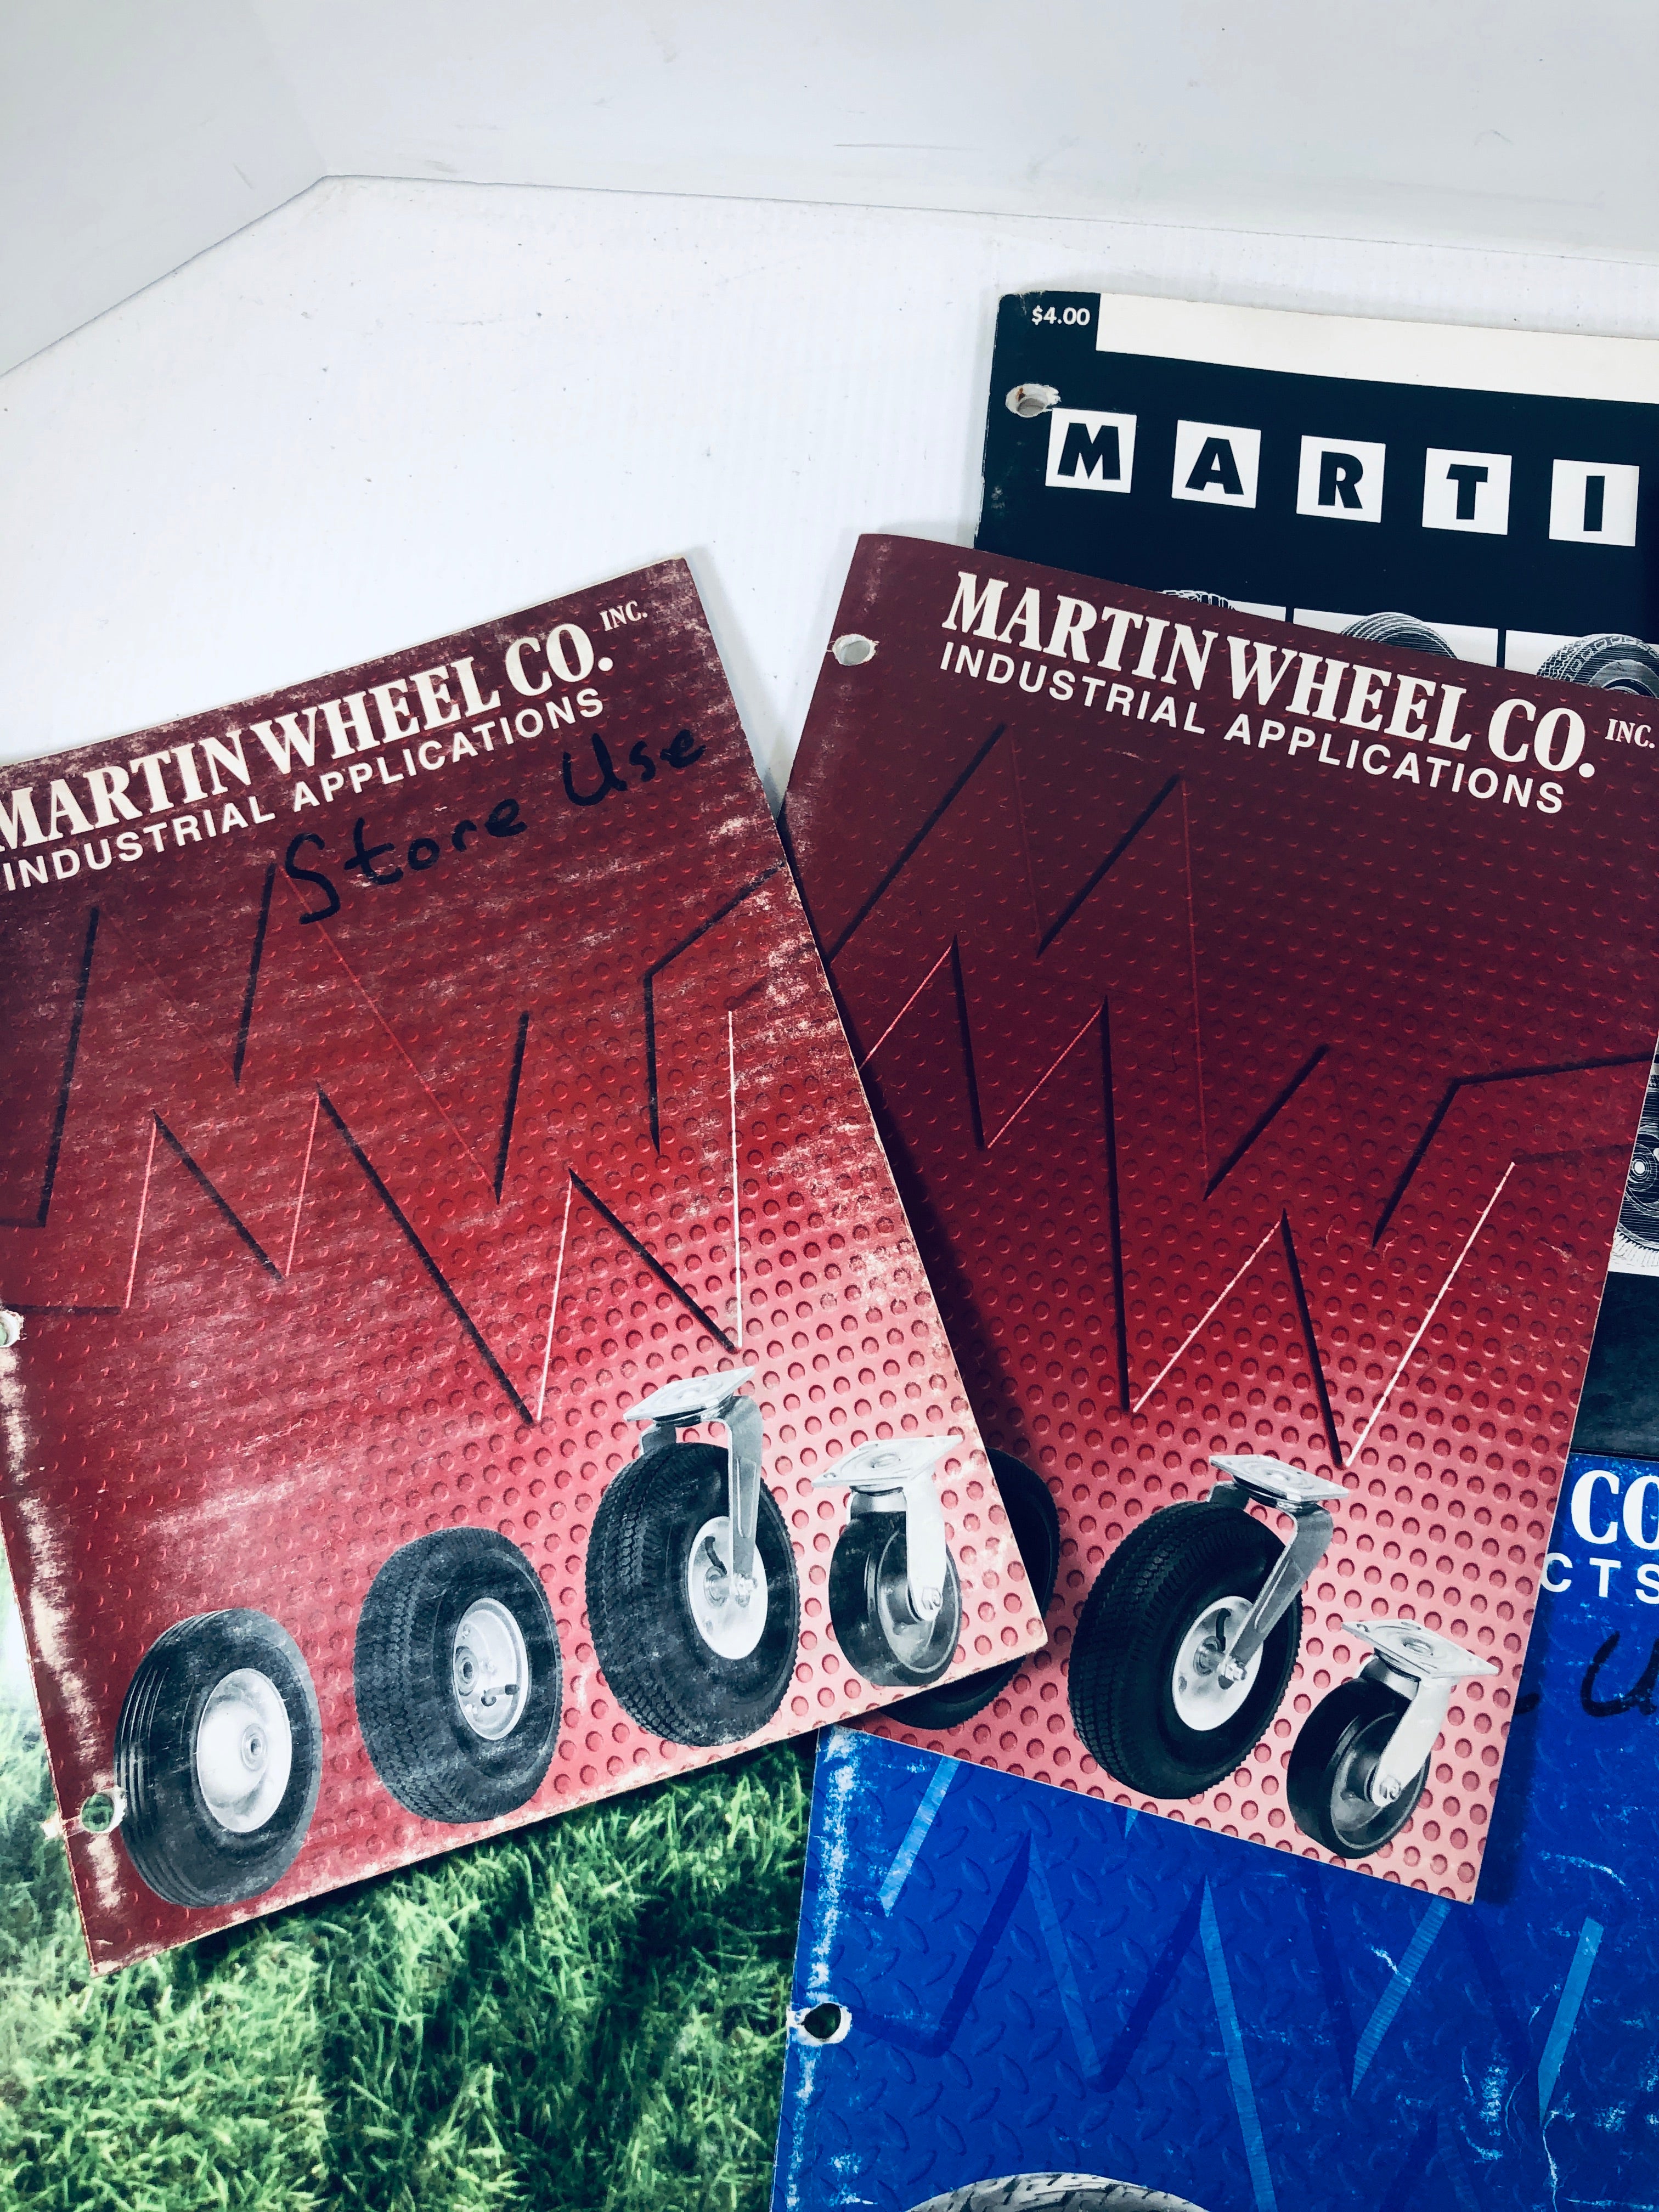 $4.00
MARTI
MARTIN WHEEL CO. INC.
INDUSTRIAL APPLICATIONS
Store Use
MARTIN WHEEL CO. INC.
INDUSTRIAL APPLICATIONS
CO
CTS
U